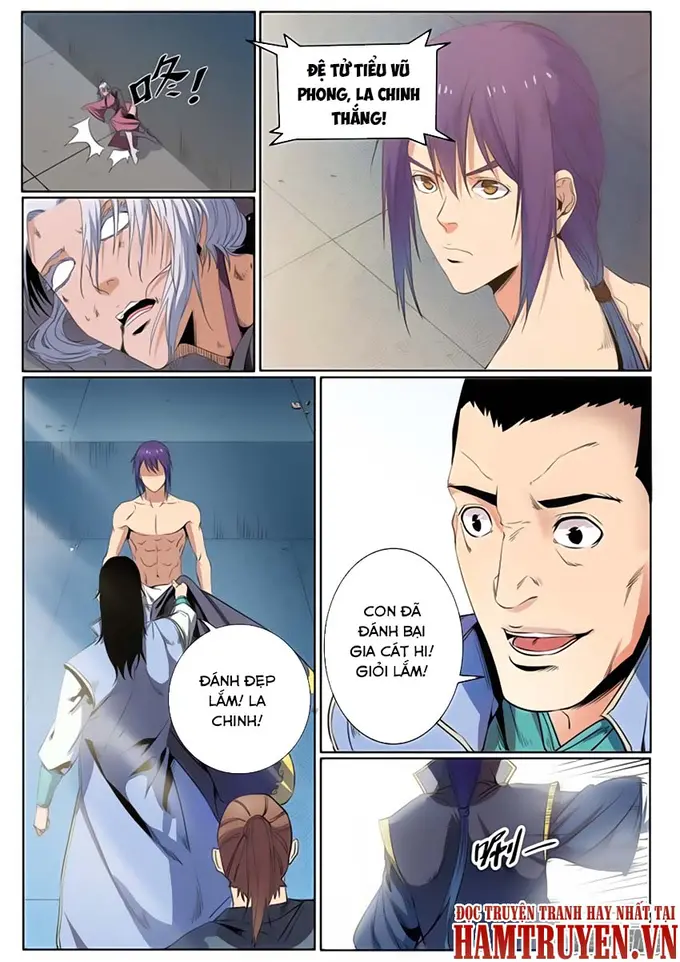 咚!
ĐỆ TỬ TIỂU VŨ
PHONG, LA CHINH
THẮNG!
CON ĐÃ
ĐÁNH BẠI
GIA CÁT HI!
GIỎI LẮM!
ĐÁNH ĐẸP
LẮM! LA
CHINH!
唰—
ĐỌC TRUYỆN TRANH HAY NHẤT TẠI
HAMTRUYEN.VN